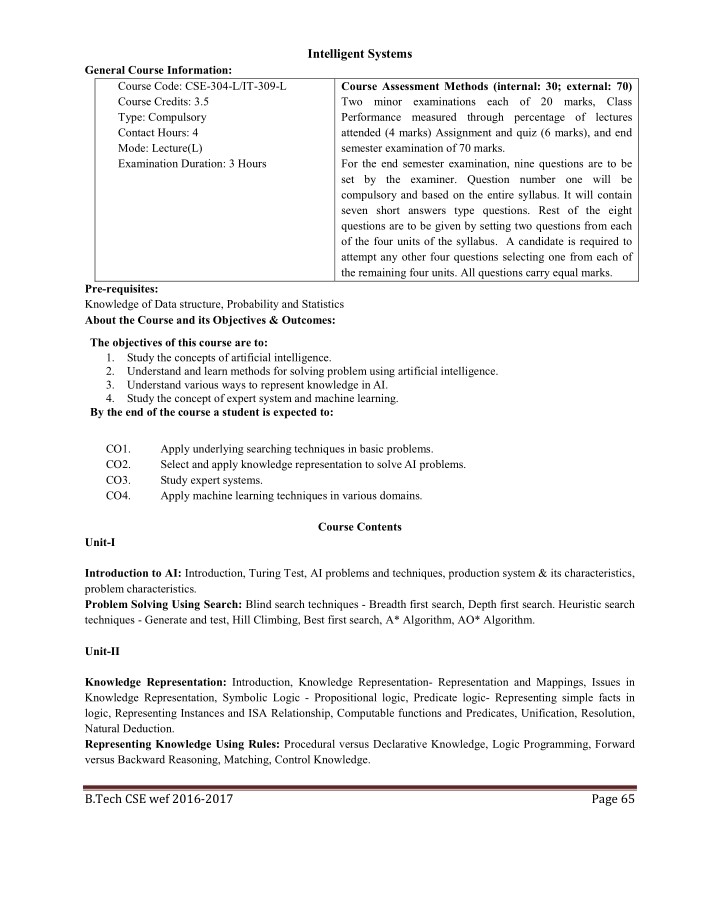 Intelligent Systems
General Course Information:
Course Code: CSE-304-L/IT-309-L
Course Credits: 3.5
Type: Compulsory
Contact Hours: 4
Mode: Lecture(L)
Examination Duration: 3 Hours
Course Assessment Methods (internal: 30; external: 70)
Two minor examinations each of 20 marks, Class
Performance measured through percentage of lectures
attended (4 marks) Assignment and quiz (6 marks), and end
semester examination of 70 marks.
For the end semester examination, nine questions are to be
set by the examiner. Question number one will be
compulsory and based on the entire syllabus. It will contain
seven short answers type questions. Rest of the eight
questions are to be given by setting two questions from each
of the four units of the syllabus. A candidate is required to
attempt any other four questions selecting one from each of
the remaining four units. All questions carry equal marks.
Pre-requisites:
Knowledge of Data structure, Probability and Statistics
About the Course and its Objectives & Outcomes:
The objectives of this course are to:
1. Study the concepts of artificial intelligence.
2. Understand and learn methods for solving problem using artificial intelligence.
3. Understand various ways to represent knowledge in AI.
4. Study the concept of expert system and machine learning.
By the end of the course a student is expected to:
CO1. Apply underlying searching techniques in basic problems.
CO2. Select and apply knowledge representation to solve AI problems.
CO3. Study expert systems.
CO4. Apply machine learning techniques in various domains.
Course Contents
Unit-I
Introduction to AI: Introduction, Turing Test, AI problems and techniques, production system & its characteristics,
problem characteristics.
Problem Solving Using Search: Blind search techniques - Breadth first search, Depth first search. Heuristic search
techniques - Generate and test, Hill Climbing, Best first search, A* Algorithm, AO* Algorithm.
Unit-II
Knowledge Representation: Introduction, Knowledge Representation- Representation and Mappings, Issues in
Knowledge Representation, Symbolic Logic - Propositional logic, Predicate logic- Representing simple facts in
logic, Representing Instances and ISA Relationship, Computable functions and Predicates, Unification, Resolution,
Natural Deduction.
Representing Knowledge Using Rules: Procedural versus Declarative Knowledge, Logic Programming, Forward
versus Backward Reasoning, Matching, Control Knowledge.
B.Tech CSE wef 2016-2017 Page 65